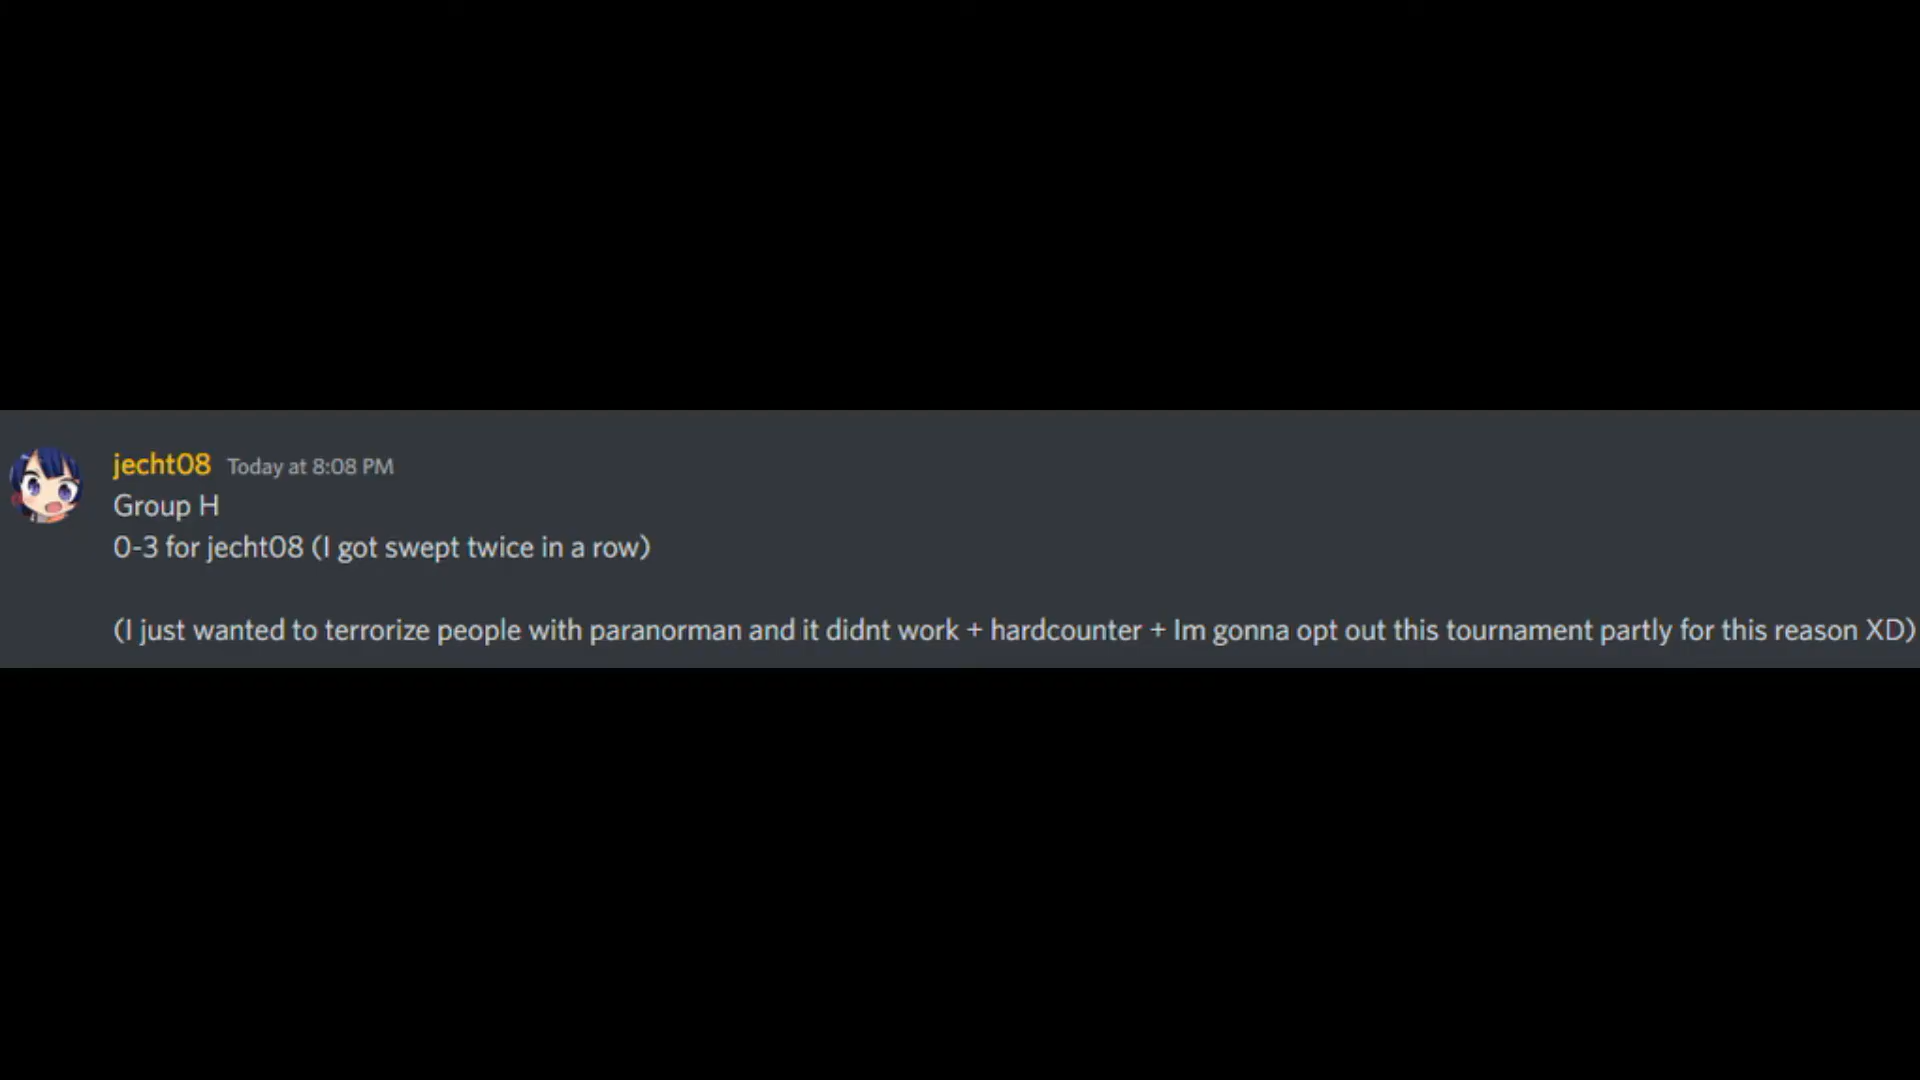 jecht08 Today at 8:08 PM
Group H
0-3 for jecht08 (I got swept twice in a row)
(I just wanted to terrorize people with paranorman and it didnt work + hardcounter + Im gonna opt out this tournament partly for this reason XD)